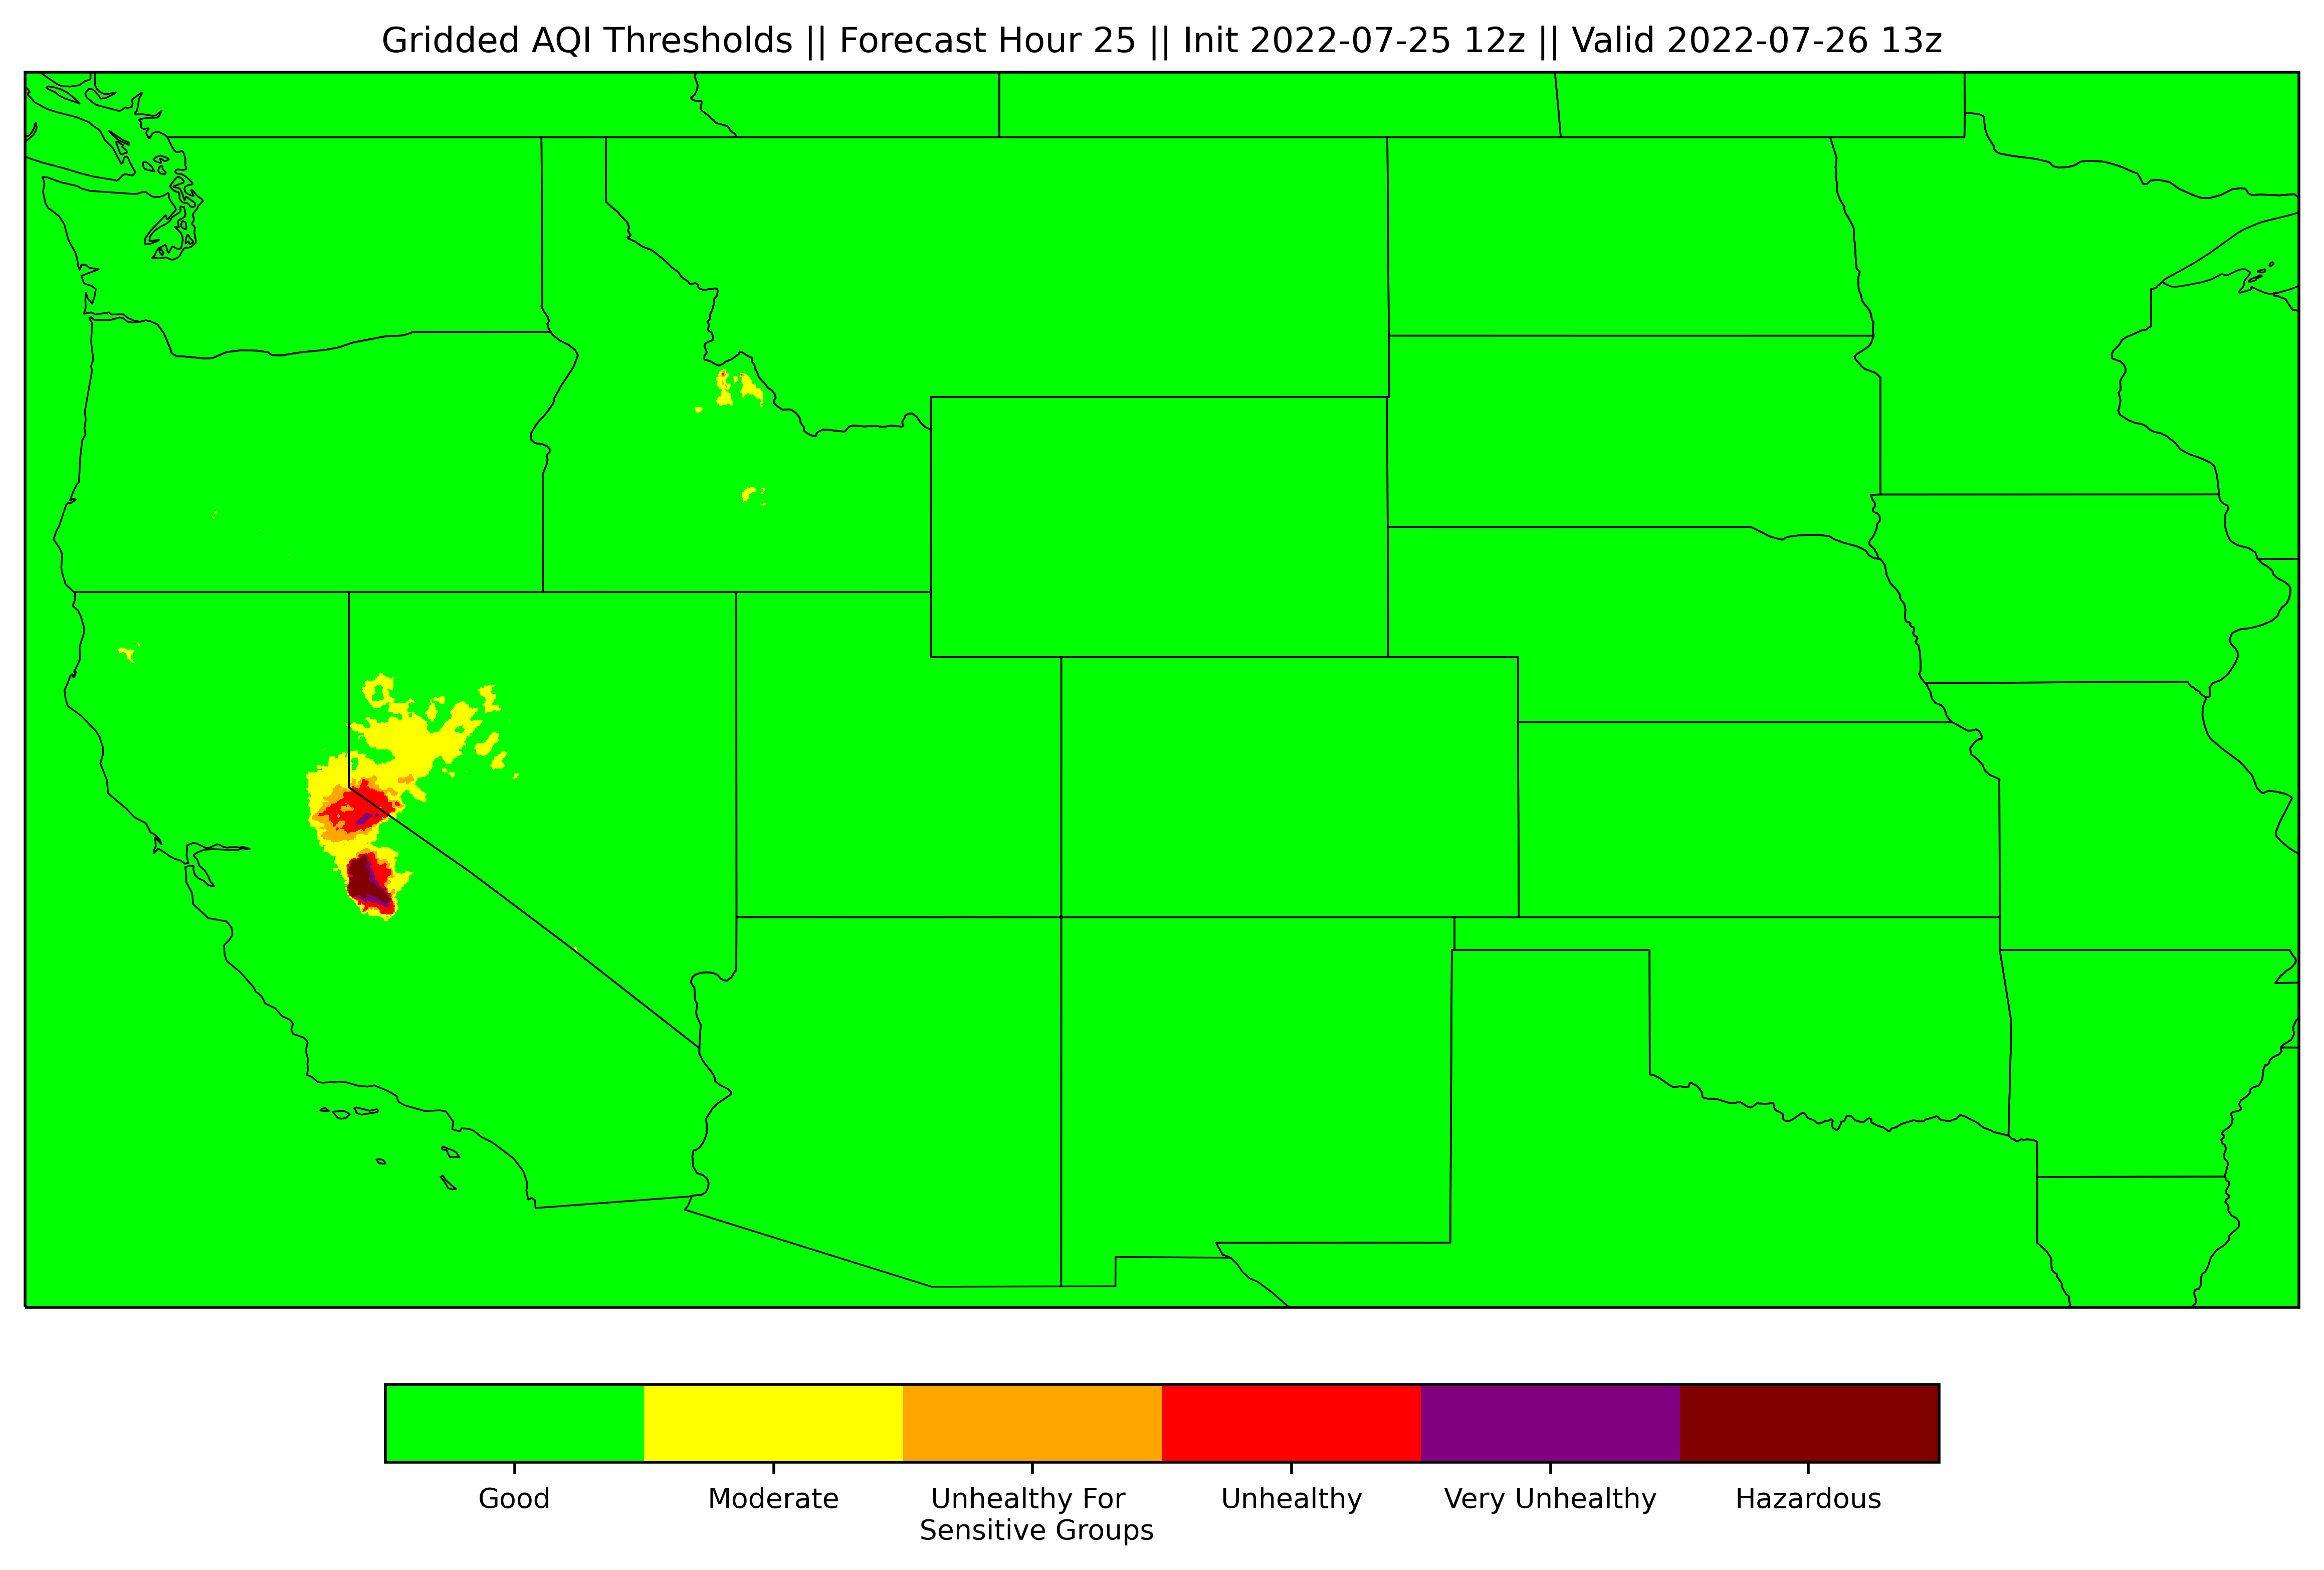 Gridded AQI Thresholds || Forecast Hour 25 || Init 2022-07-25 12z || Valid 2022-07-26 13z
Good
Moderate
Unhealthy For
Sensitive Groups
Unhealthy
Very Unhealthy
Hazardous